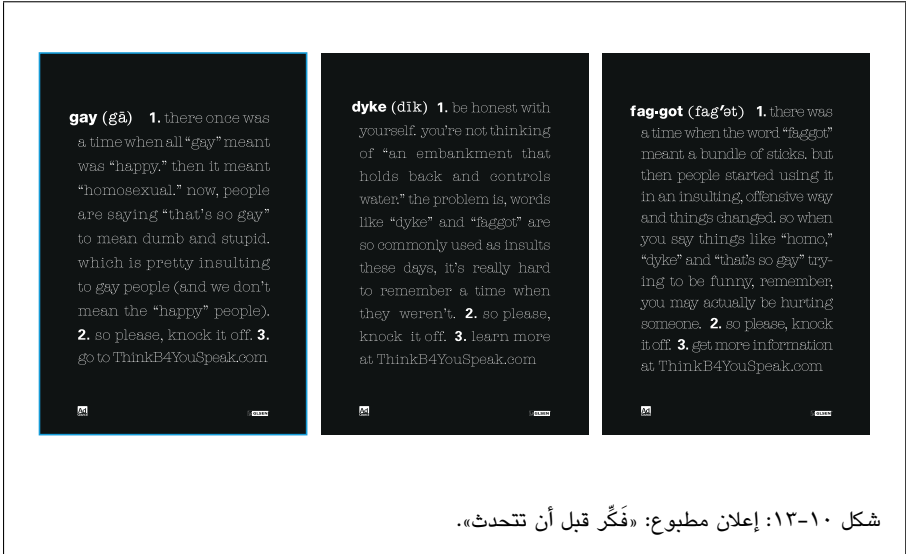 gay (gā) 1. there once was
a time when all “gay” meant
was “happy.” then it meant
“homosexual.” now, people
are saying “that’s so gay”
to mean dumb and stupid.
which is pretty insulting
to gay people (and we don’t
mean the “happy” people).
2. so please, knock it off. 3.
go to ThinkB4YouSpeak.com
Ad
GLSEN
dyke (dīk) 1. be honest with
yourself. you’re not thinking
of “an embankment that
holds back and controls
water.” the problem is, words
like “dyke” and “faggot” are
so commonly used as insults
these days, it’s really hard
to remember a time when
they weren’t. 2. so please,
knock it off. 3. learn more
at ThinkB4YouSpeak.com
Ad
GLSEN
fag•got (fag′ət) 1. there was
a time when the word “faggot”
meant a bundle of sticks. but
then people started using it
in an insulting, offensive way
and things changed. so when
you say things like “homo,”
“dyke” and “that’s so gay” try-
ing to be funny, remember,
you may actually be hurting
someone. 2. so please, knock
it off. 3. get more information
at ThinkB4YouSpeak.com
Ad
GLSEN
شكل ١٠-١٣: إعلان مطبوع: «فَكِّر قبل أن تتحدث».